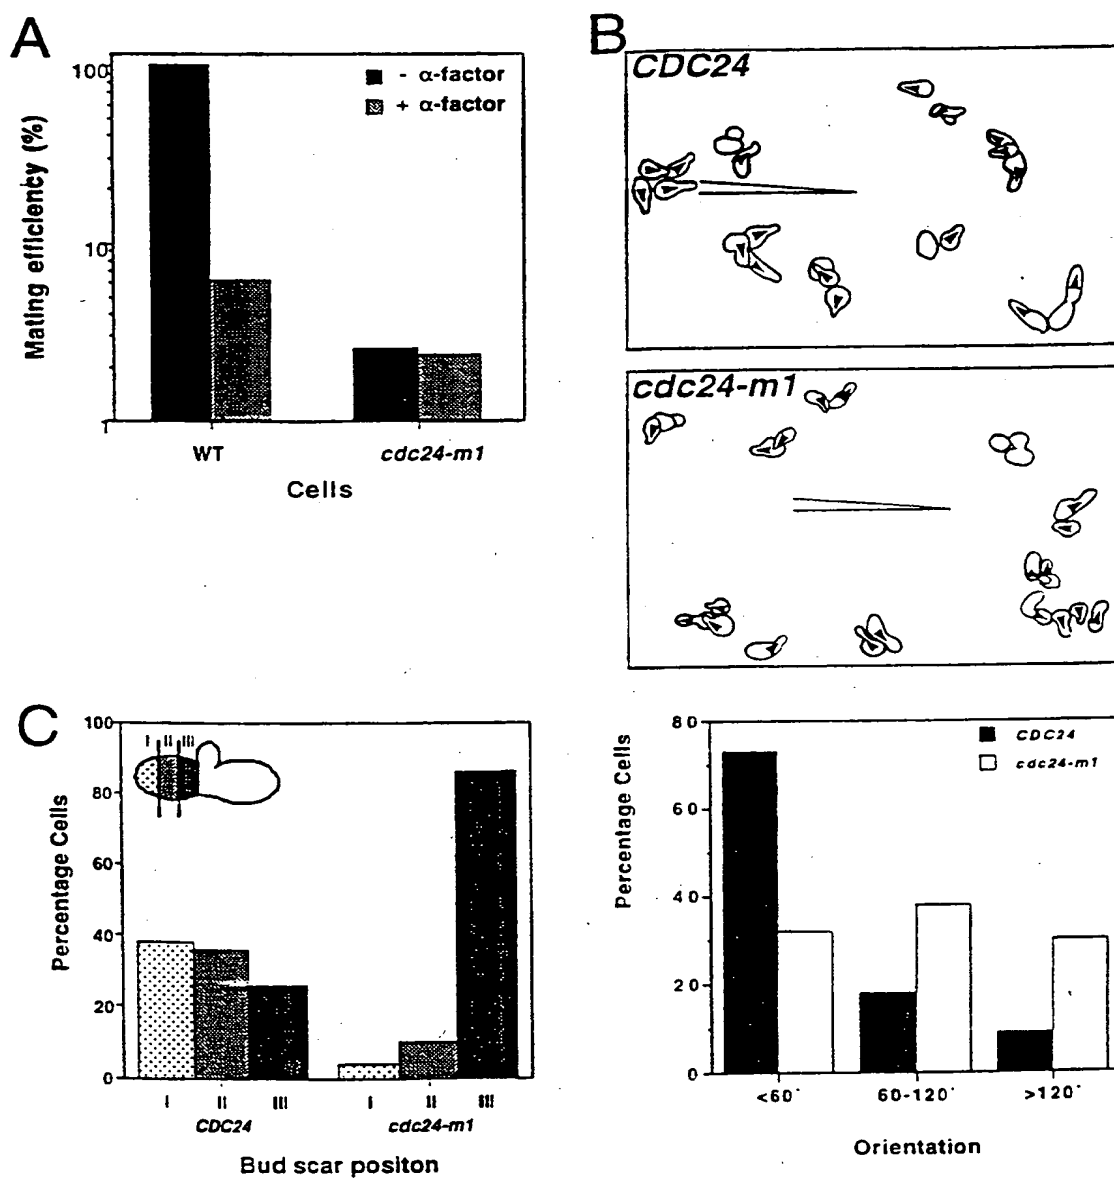 A
Mating efficiency (%)
100
10
- α-factor
+ α-factor
WT
cdc24-m1
Cells
B
CDC24
cdc24-m1
Percentage Cells
80
60
40
20
0
CDC24
cdc24-m1
<60°
60-120°
>120°
Orientation
C
Percentage Cells
100
80
60
40
20
0
I II III
I II III
I II III
CDC24
cdc24-m1
Bud scar positon